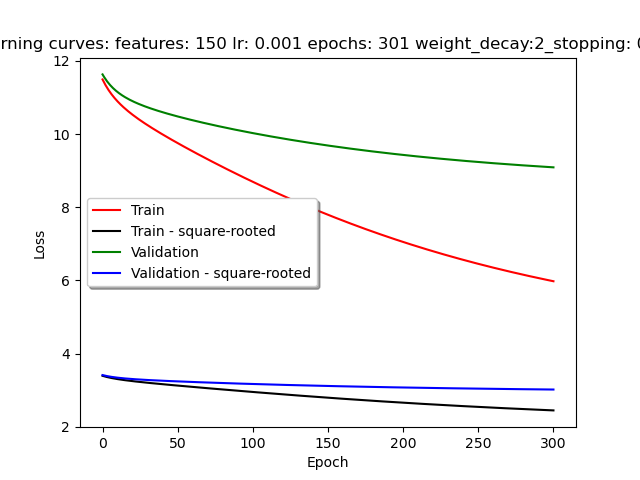 rning curves: features: 150 lr: 0.001 epochs: 301 weight_decay:2_stopping:
12
10
8
6
4
2
Loss
Train
Train - square-rooted
Validation
Validation - square-rooted
0 50 100 150 200 250 300
Epoch